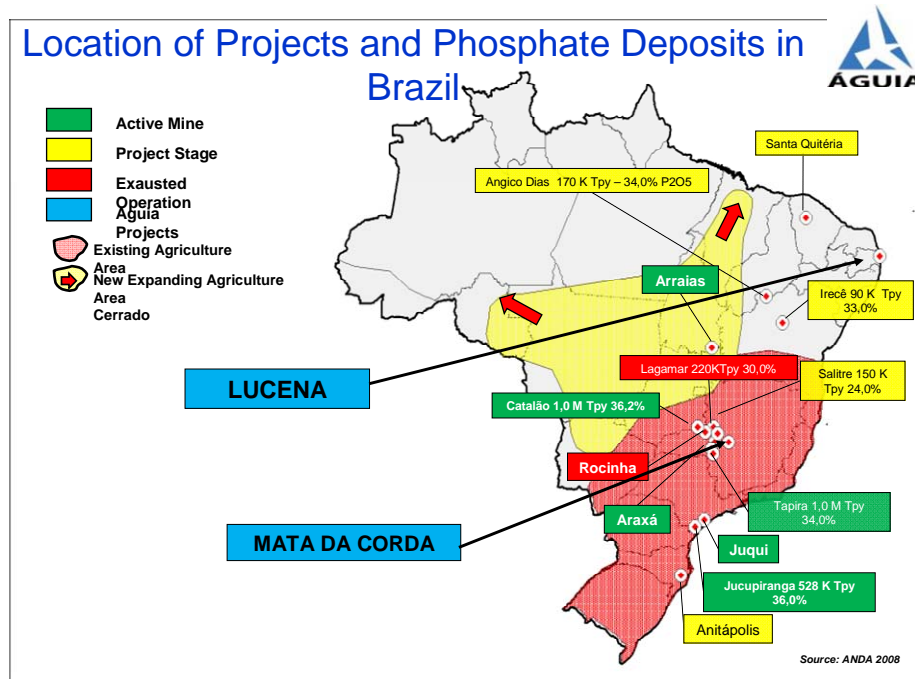 Location of Projects and Phosphate Deposits in
Brazil
ÁGUIA
Active Mine
Project Stage
Exausted
Operation
Aguia
Projects
Existing Agriculture
Area
New Expanding Agriculture
Area
Cerrado
Santa Quitéria
Angico Dias 170 K Tpy – 34,0% P2O5
Arraias
Irecê 90 K Tpy
33,0%
Lagamar 220KTpy 30,0%
Salitre 150 K
Tpy 24,0%
LUCENA
Catalão 1,0 M Tpy 36,2%
Rocinha
Araxá
Tapira 1,0 M Tpy
34,0%
MATA DA CORDA
Juqui
Jucupiranga 528 K Tpy
36,0%
Anitápolis
Source: ANDA 2008